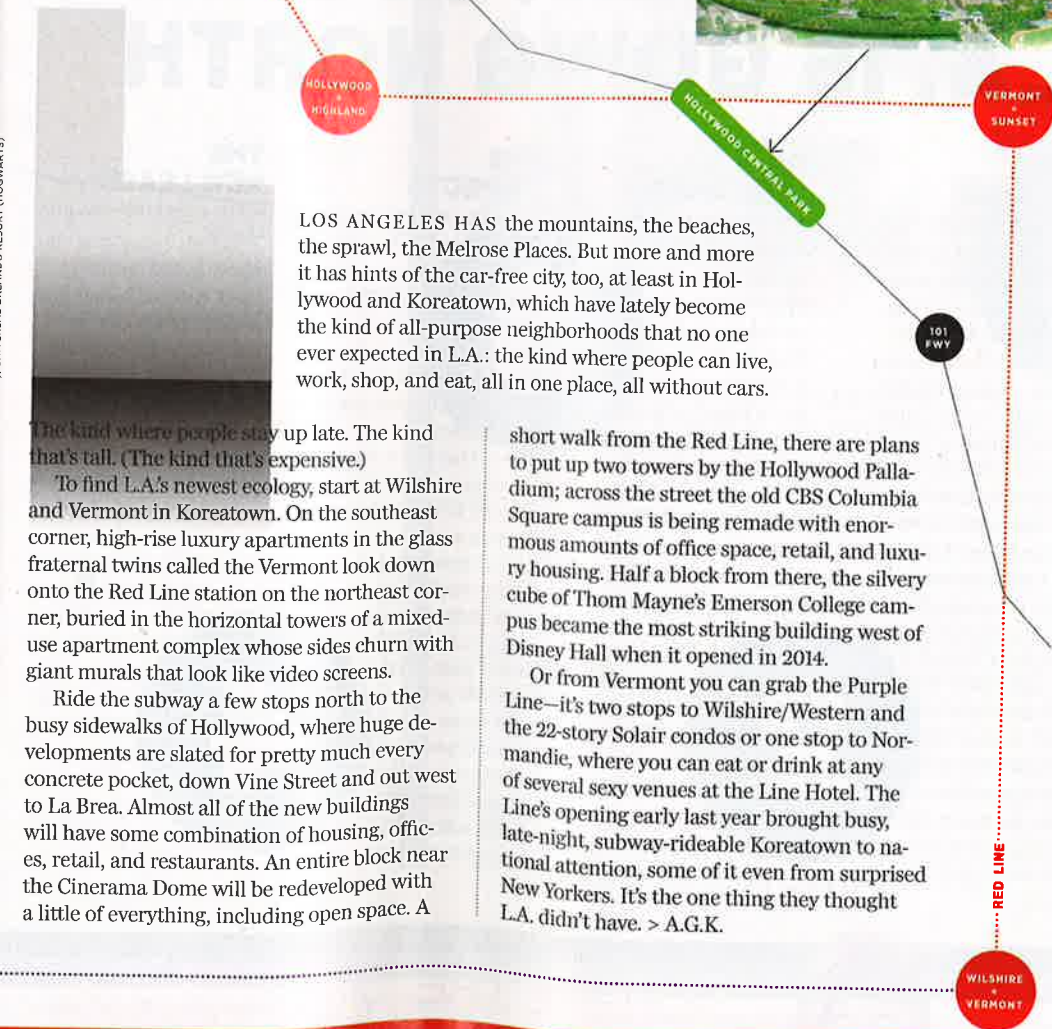 HOLLYWOOD
+
HIGHLAND
HOLLYWOOD CENTRAL PARK
VERMONT
+
SUNSET
101
FWY
LOS ANGELES HAS the mountains, the beaches,
the sprawl, the Melrose Places. But more and more
it has hints of the car-free city, too, at least in Hol-
lywood and Koreatown, which have lately become
the kind of all-purpose neighborhoods that no one
ever expected in L.A.: the kind where people can live,
work, shop, and eat, all in one place, all without cars.
The kind where people stay up late. The kind
that's tall. (The kind that's expensive.)
To find L.A.'s newest ecology, start at Wilshire
and Vermont in Koreatown. On the southeast
corner, high-rise luxury apartments in the glass
fraternal twins called the Vermont look down
onto the Red Line station on the northeast cor-
ner, buried in the horizontal towers of a mixed-
use apartment complex whose sides churn with
giant murals that look like video screens.
Ride the subway a few stops north to the
busy sidewalks of Hollywood, where huge de-
velopments are slated for pretty much every
concrete pocket, down Vine Street and out west
to La Brea. Almost all of the new buildings
will have some combination of housing, offic-
es, retail, and restaurants. An entire block near
the Cinerama Dome will be redeveloped with
a little of everything, including open space. A
short walk from the Red Line, there are plans
to put up two towers by the Hollywood Palla-
dium; across the street the old CBS Columbia
Square campus is being remade with enor-
mous amounts of office space, retail, and luxu-
ry housing. Half a block from there, the silvery
cube of Thom Mayne's Emerson College cam-
pus became the most striking building west of
Disney Hall when it opened in 2014.
Or from Vermont you can grab the Purple
Line—it's two stops to Wilshire/Western and
the 22-story Solair condos or one stop to Nor-
mandie, where you can eat or drink at any
of several sexy venues at the Line Hotel. The
Line's opening early last year brought busy,
late-night, subway-rideable Koreatown to na-
tional attention, some of it even from surprised
New Yorkers. It's the one thing they thought
L.A. didn't have. > A.G.K.
RED LINE
WILSHIRE
+
VERMONT